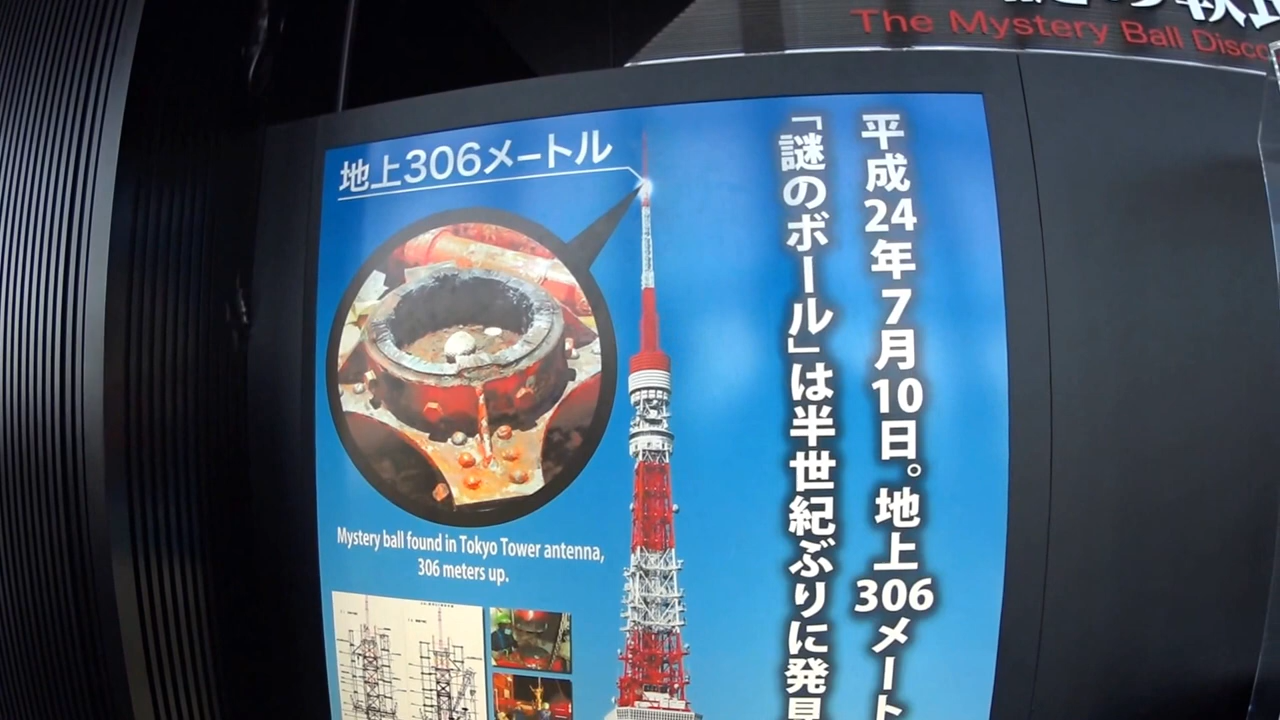 The Mystery Ball Disco
地上306メートル
平成24年7月10日。地上306メート
「謎のボール」は半世紀ぶりに発見
Mystery ball found in Tokyo Tower antenna,
306 meters up.